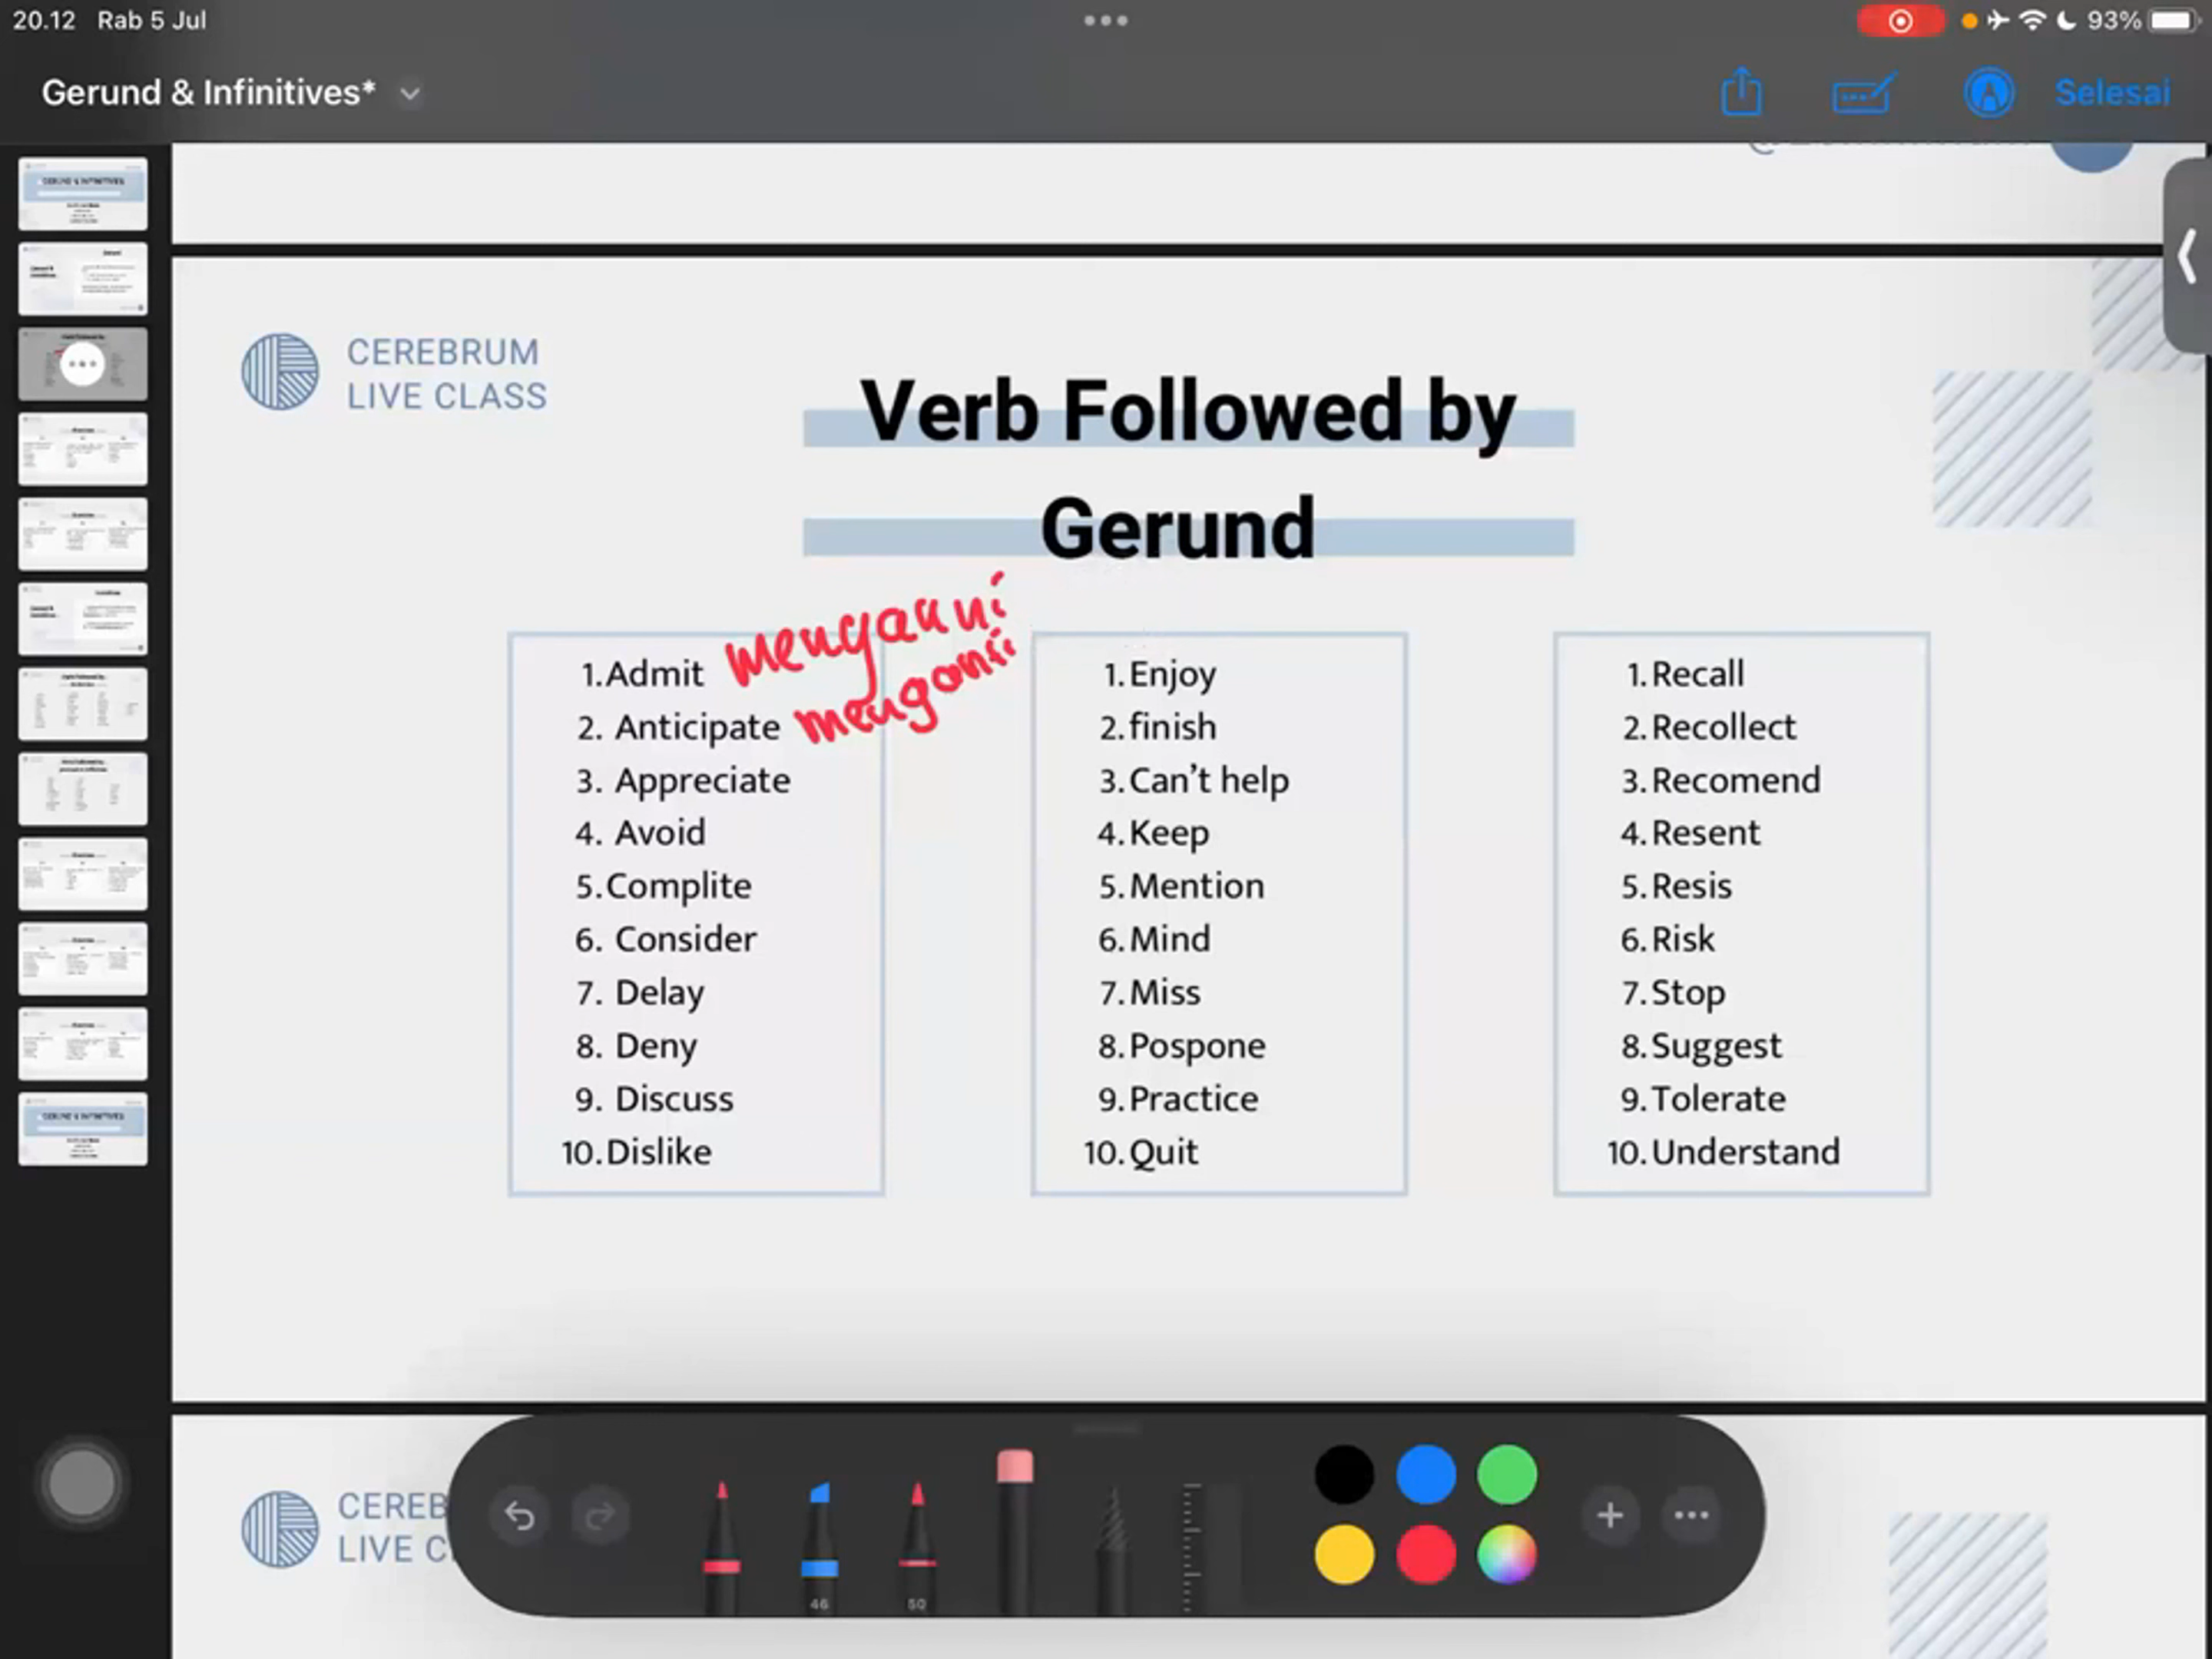 20.12 Rab 5 Jul
93%
Gerund & Infinitives*
Selesai
CEREBRUM
LIVE CLASS
Verb Followed by
Gerund
1.Admit
2. Anticipate
3. Appreciate
4. Avoid
5.Complite
6. Consider
7. Delay
8. Deny
9. Discuss
10.Dislike
mengakui
1.Enjoy
2.finish
3.Can't help
4.Keep
5.Mention
6.Mind
7.Miss
8.Pospone
9.Practice
10.Quit
1.Recall
2.Recollect
3.Recomend
4.Resent
5.Resis
6.Risk
7.Stop
8.Suggest
9.Tolerate
10.Understand
CEREB
LIVE C
46
50